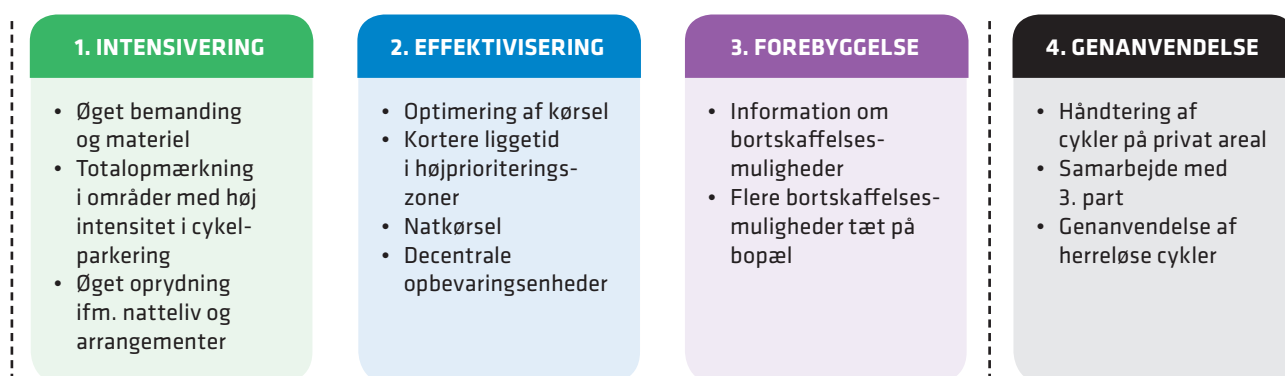 1. INTENSIVERING
• Øget bemanding
og materiel
• Totalopmærkning
i områder med høj
intensitet i cykel-
parkering
• Øget oprydning
ifm. natteliv og
arrangementer
2. EFFEKTIVISERING
• Optimering af kørsel
• Kortere liggetid
i højprioriterings-
zoner
• Natkørsel
• Decentrale
opbevaringsenheder
3. FOREBYGGELSE
• Information om
bortskaffelses-
muligheder
• Flere bortskaffelses-
muligheder tæt på
bopæl
4. GENANVENDELSE
• Håndtering af
cykler på privat areal
• Samarbejde med
3. part
• Genanvendelse af
herreløse cykler